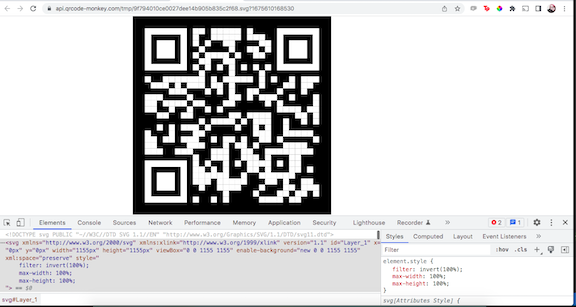 api.qrcode-monkey.com/tmp/9f794010ce0027dee14b905b835c2f68.svg?1675610168530
Elements Console Sources Network Performance Memory Application Security Lighthouse Recorder 2 1
<!DOCTYPE svg PUBLIC "-//W3C//DTD SVG 1.1//EN" "http://www.w3.org/Graphics/SVG/1.1/DTD/svg11.dtd">
<svg xmlns="http://www.w3.org/2000/svg" xmlns:xlink="http://www.w3.org/1999/xlink" version="1.1" id="Layer_1" x=
"0px" y="0px" width="1155px" height="1155px" viewBox="0 0 1155 1155" enable-background="new 0 0 1155 1155"
xml:space="preserve" style="
filter: invert(100%);
max-width: 100%;
max-height: 100%;
"> == $0
svg#Layer_1
Styles Computed Layout Event Listeners
Filter :hov .cls
element.style {
filter: invert(100%);
max-width: 100%;
max-height: 100%;
}
svg[Attributes Style] {